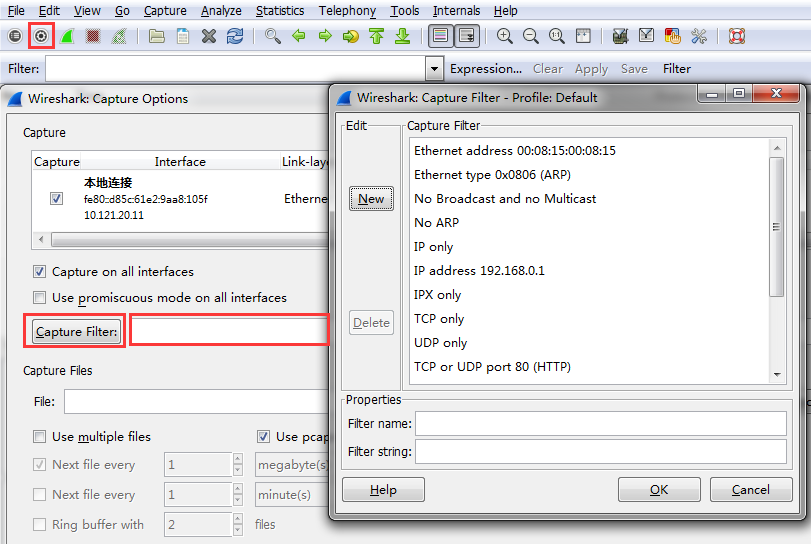 File Edit View Go Capture Analyze Statistics Telephony Tools Internals Help
Filter: Expression... Clear Apply Save Filter
Wireshark: Capture Options
Capture
Capture Interface Link-laye
本地连接
fe80::d85c:61e2:9aa8:105f Etherne
10.121.20.11
Capture on all interfaces
Use promiscuous mode on all interfaces
Capture Filter:
Capture Files
File:
Use multiple files Use pcap
Next file every 1 megabyte(s)
Next file every 1 minute(s)
Ring buffer with 2 files
Wireshark: Capture Filter - Profile: Default
Edit
New
Delete
Capture Filter
Ethernet address 00:08:15:00:08:15
Ethernet type 0x0806 (ARP)
No Broadcast and no Multicast
No ARP
IP only
IP address 192.168.0.1
IPX only
TCP only
UDP only
TCP or UDP port 80 (HTTP)
Properties
Filter name:
Filter string:
Help OK Cancel